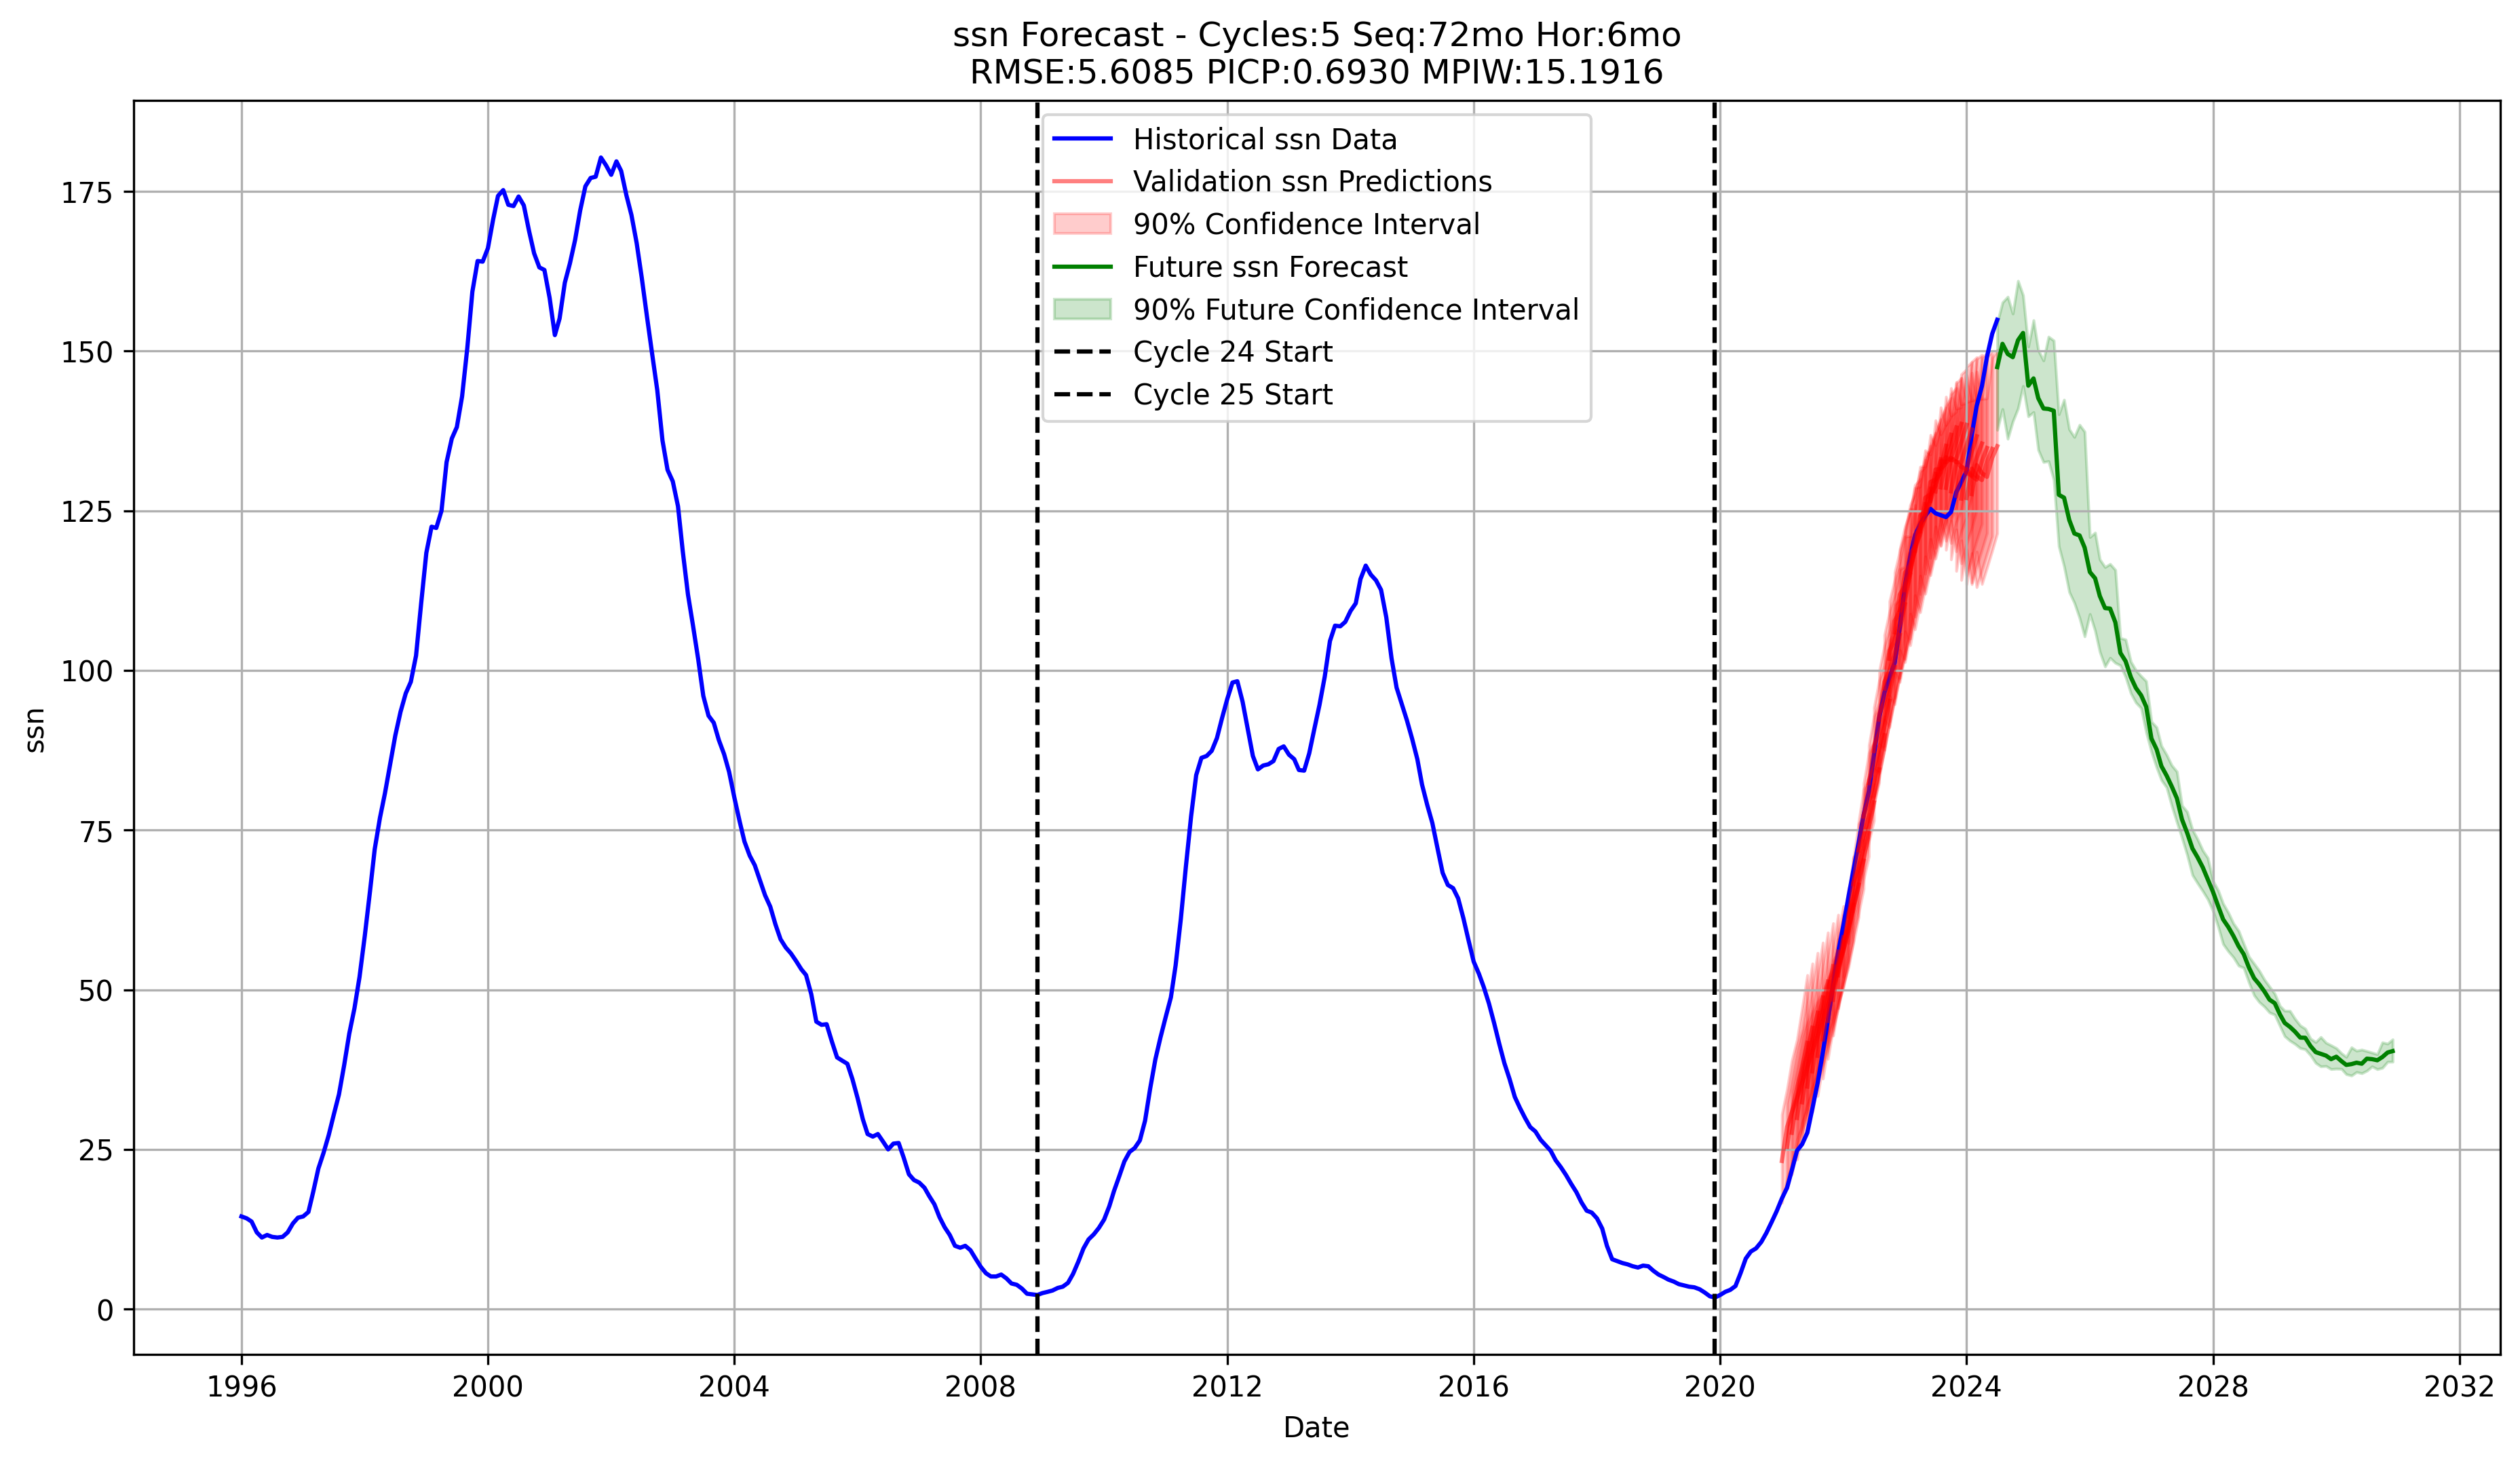 ssn Forecast - Cycles:5 Seq:72mo Hor:6mo
RMSE:5.6085 PICP:0.6930 MPIW:15.1916
Historical ssn Data
Validation ssn Predictions
90% Confidence Interval
Future ssn Forecast
90% Future Confidence Interval
Cycle 24 Start
Cycle 25 Start
175
150
125
100
75
50
25
0
ssn
1996 2000 2004 2008 2012 2016 2020 2024 2028 2032
Date